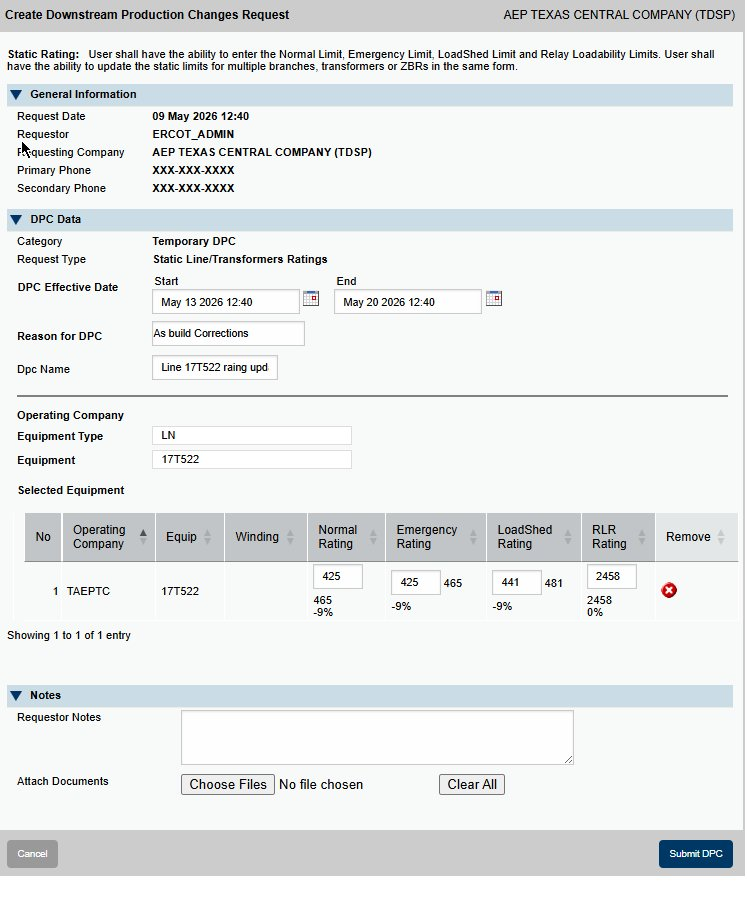 Create Downstream Production Changes Request AEP TEXAS CENTRAL COMPANY (TDSP)
Static Rating: User shall have the ability to enter the Normal Limit, Emergency Limit, LoadShed Limit and Relay Loadability Limits. User shall
have the ability to update the static limits for multiple branches, transformers or ZBRs in the same form.
General Information
Request Date 09 May 2026 12:40
Requestor ERCOT_ADMIN
Requesting Company AEP TEXAS CENTRAL COMPANY (TDSP)
Primary Phone XXX-XXX-XXXX
Secondary Phone XXX-XXX-XXXX
DPC Data
Category Temporary DPC
Request Type Static Line/Transformers Ratings
Start End
DPC Effective Date May 13 2026 12:40 May 20 2026 12:40
Reason for DPC As build Corrections
Dpc Name Line 17T522 raing upd
Operating Company
Equipment Type LN
Equipment 17T522
Selected Equipment
No Operating Company Equip Winding Normal Rating Emergency Rating LoadShed Rating RLR Rating Remove
1 TAEPTC 17T522 425 465 -9% 425 465 -9% 441 481 -9% 2458 2458 0%
Showing 1 to 1 of 1 entry
Notes
Requestor Notes
Attach Documents Choose Files No file chosen Clear All
Cancel Submit DPC